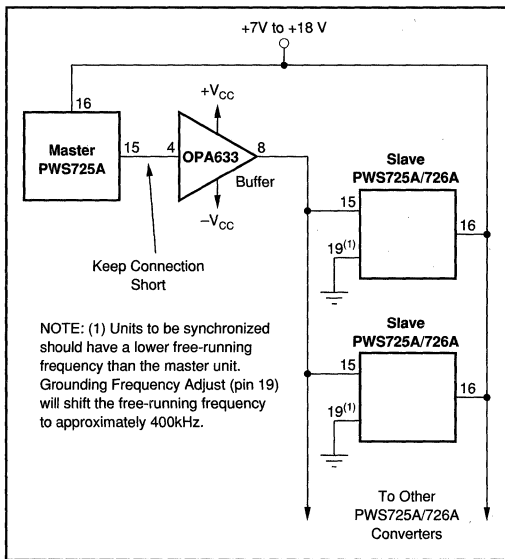 +7V to +18 V
16
Master
PWS725A
15
4
+VCC
OPA633
8
Buffer
–VCC
Keep Connection
Short
Slave
PWS725A/726A
15
16
19(1)
NOTE: (1) Units to be synchronized
should have a lower free-running
frequency than the master unit.
Grounding Frequency Adjust (pin 19)
will shift the free-running frequency
to approximately 400kHz.
Slave
PWS725A/726A
15
16
19(1)
To Other
PWS725A/726A
Converters